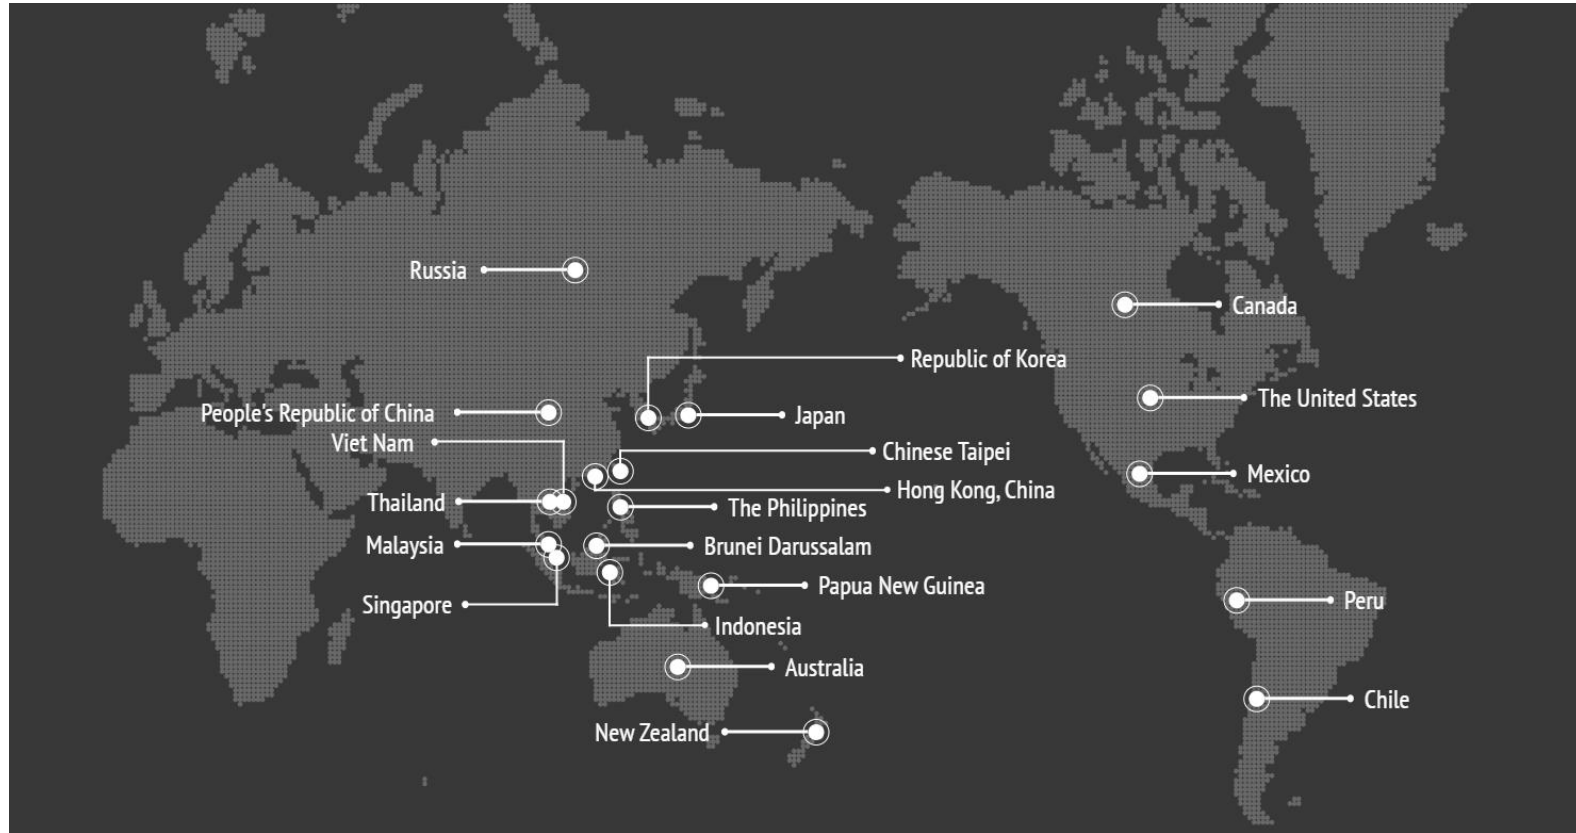 Russia
Canada
Republic of Korea
The United States
People's Republic of China
Japan
Viet Nam
Chinese Taipei
Mexico
Hong Kong, China
Thailand
The Philippines
Malaysia
Brunei Darussalam
Papua New Guinea
Peru
Singapore
Indonesia
Australia
Chile
New Zealand